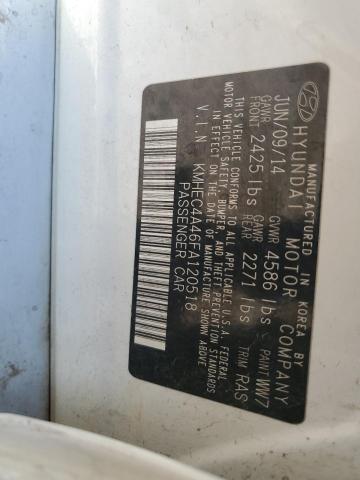 MANUFACTURED IN KOREA BY
HYUNDAI MOTOR COMPANY
JUN/09/14 GVWR 4586 lbs PAINT WW7
GAWR FRONT 2425lbs GAWR REAR 2271 lbs TRIM RAS
THIS VEHICLE CONFORMS TO ALL APPLICABLE U.S.A. FEDERAL
MOTOR VEHICLE SAFETY, BUMPER, AND THEFT PREVENTION STANDARDS
IN EFFECT ON THE DATE OF MANUFACTURE SHOWN ABOVE
V.I.N KMHEC4A46FA120518
PASSENGER CAR